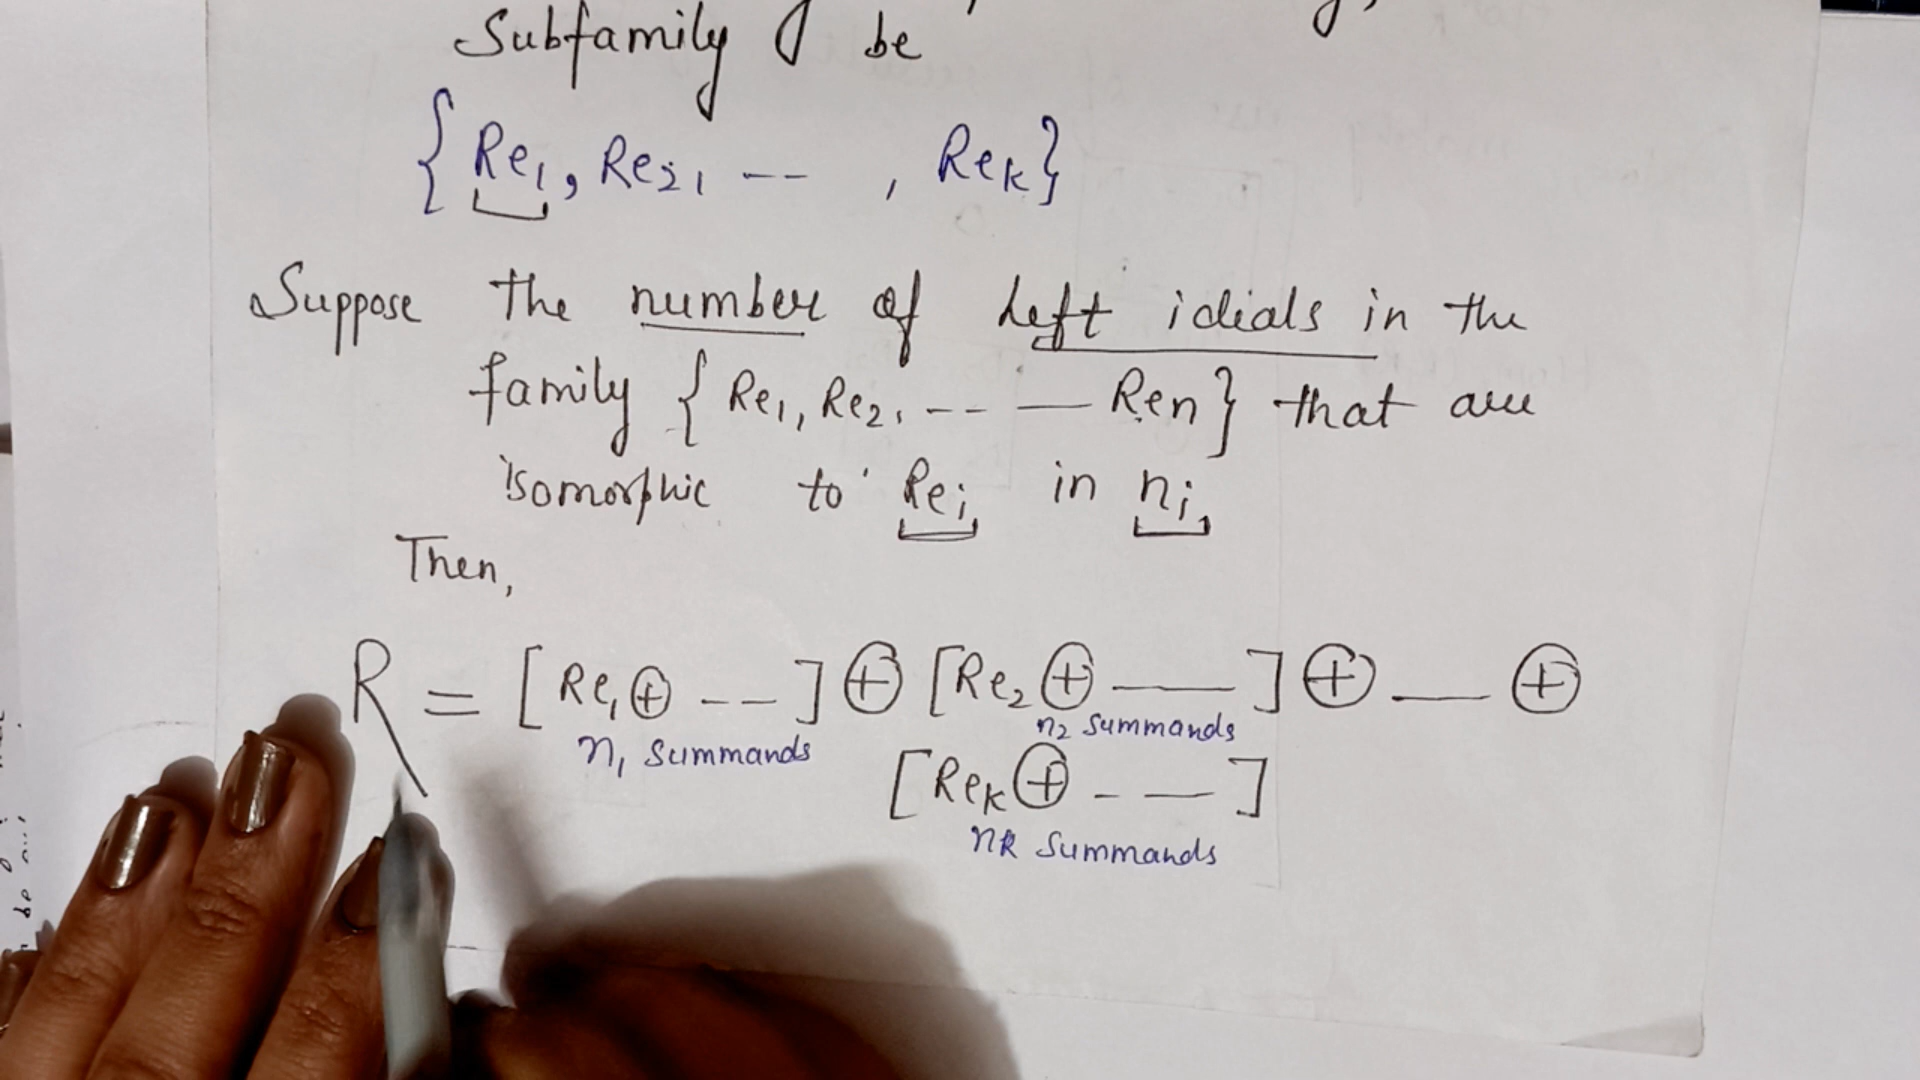 Subfamily be
{Re₁, Re₂, -- , Reₖ}
Suppose the number of left idials in the
family {Re₁, Re₂, -- — Ren} that are
isomorphic to Reᵢ in nᵢ
Then,
R = [Re₁ ⊕ --] ⊕ [Re₂ ⊕ —] ⊕ — ⊕
n₁ Summands n₂ Summands
[Reₖ ⊕ - —]
nk Summands